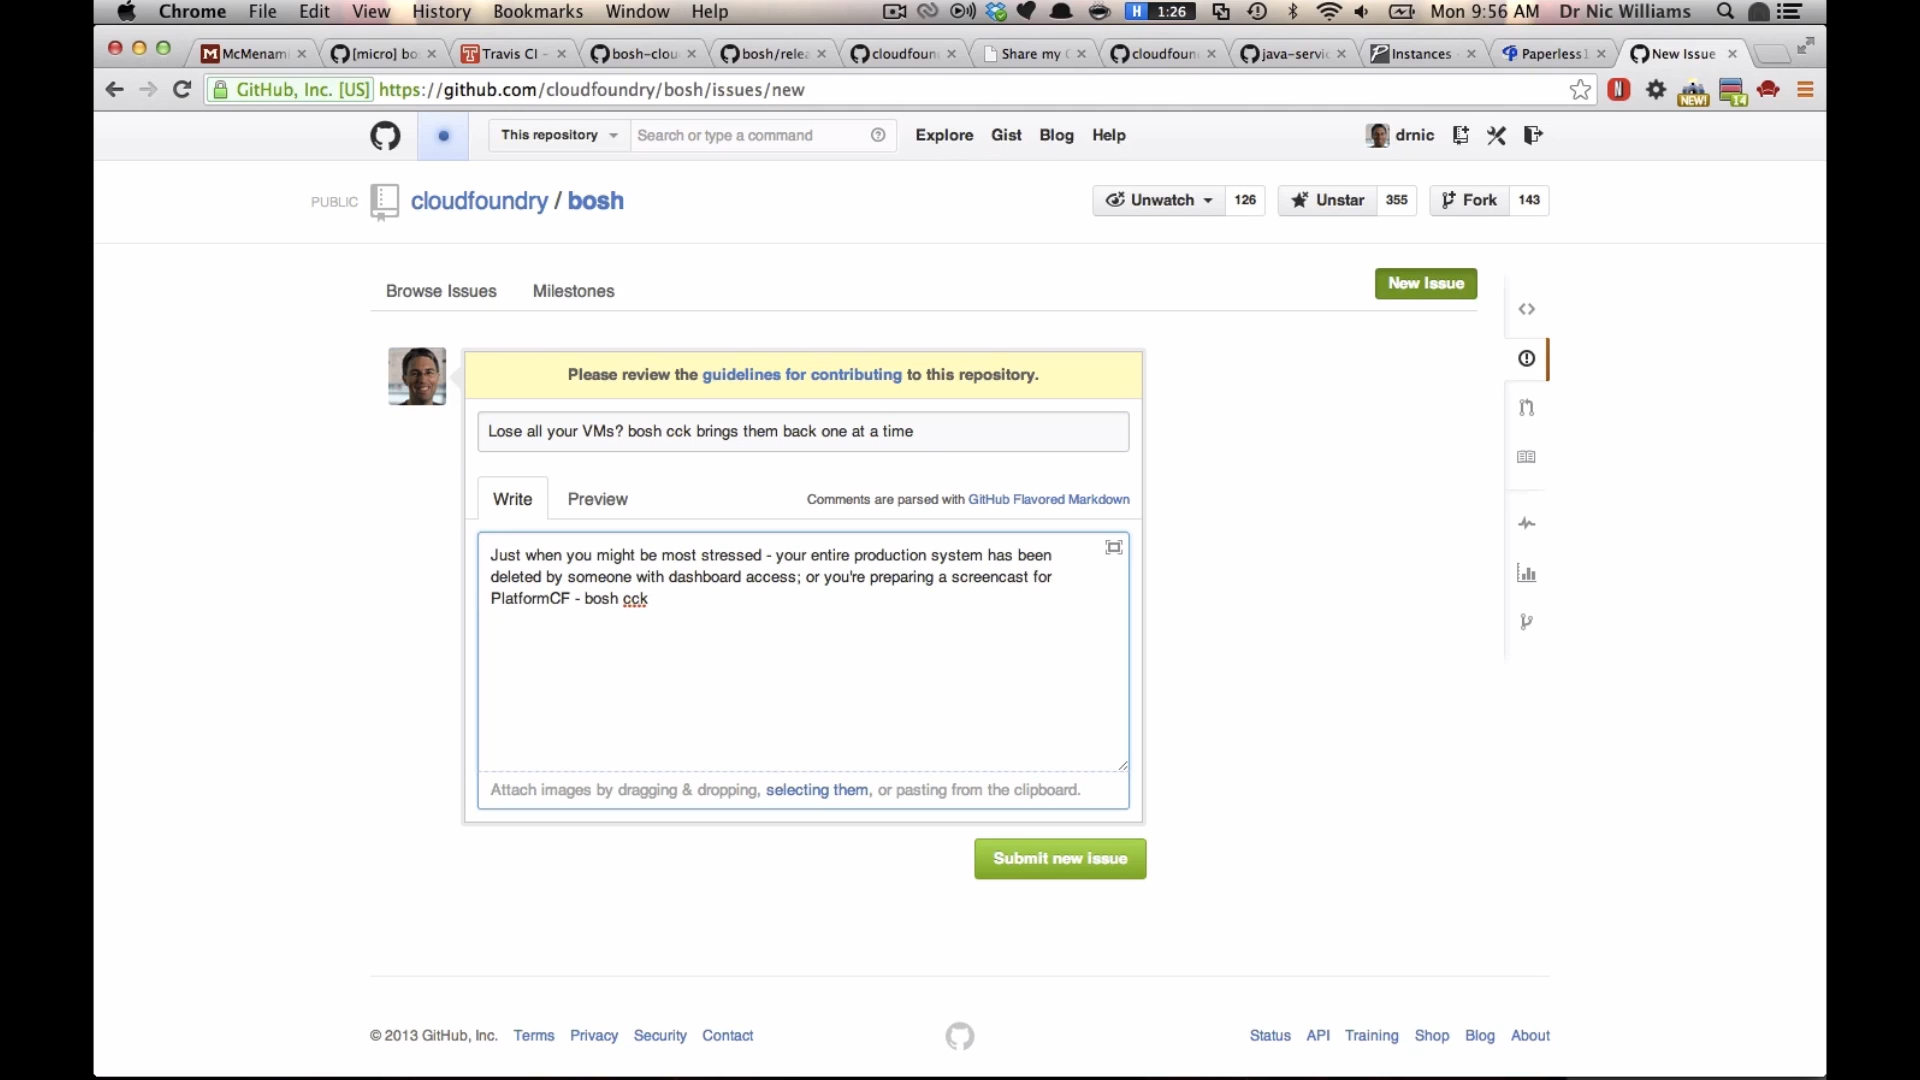 Chrome File Edit View History Bookmarks Window Help H 1:26 Mon 9:56 AM Dr Nic Williams
McMenami [micro] bo Travis CI - bosh-clou bosh/relea cloudfoun Share my cloudfoun java-servic Instances Paperless New Issue
GitHub, Inc. [US] https://github.com/cloudfoundry/bosh/issues/new N NEW! 14
This repository Search or type a command Explore Gist Blog Help drnic
PUBLIC cloudfoundry / bosh Unwatch 126 Unstar 355 Fork 143
Browse Issues Milestones New Issue
Please review the guidelines for contributing to this repository.
Lose all your VMs? bosh cck brings them back one at a time
Write Preview Comments are parsed with GitHub Flavored Markdown
Just when you might be most stressed - your entire production system has been
deleted by someone with dashboard access; or you're preparing a screencast for
PlatformCF - bosh cck
Attach images by dragging & dropping, selecting them, or pasting from the clipboard.
Submit new issue
© 2013 GitHub, Inc. Terms Privacy Security Contact Status API Training Shop Blog About